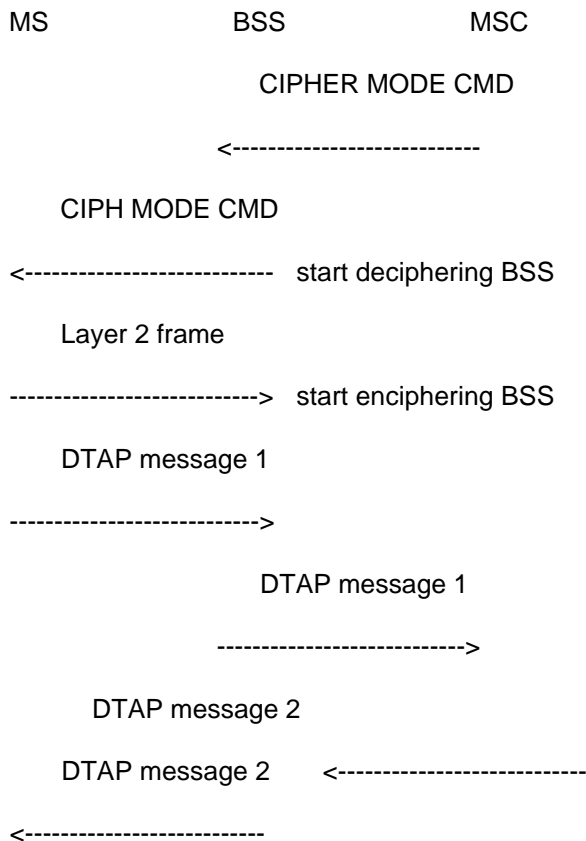 MS BSS MSC
CIPHER MODE CMD
<----------------------------
CIPH MODE CMD
<---------------------------- start deciphering BSS
Layer 2 frame
----------------------------> start enciphering BSS
DTAP message 1
---------------------------->
DTAP message 1
---------------------------->
DTAP message 2
DTAP message 2 <----------------------------
<---------------------------